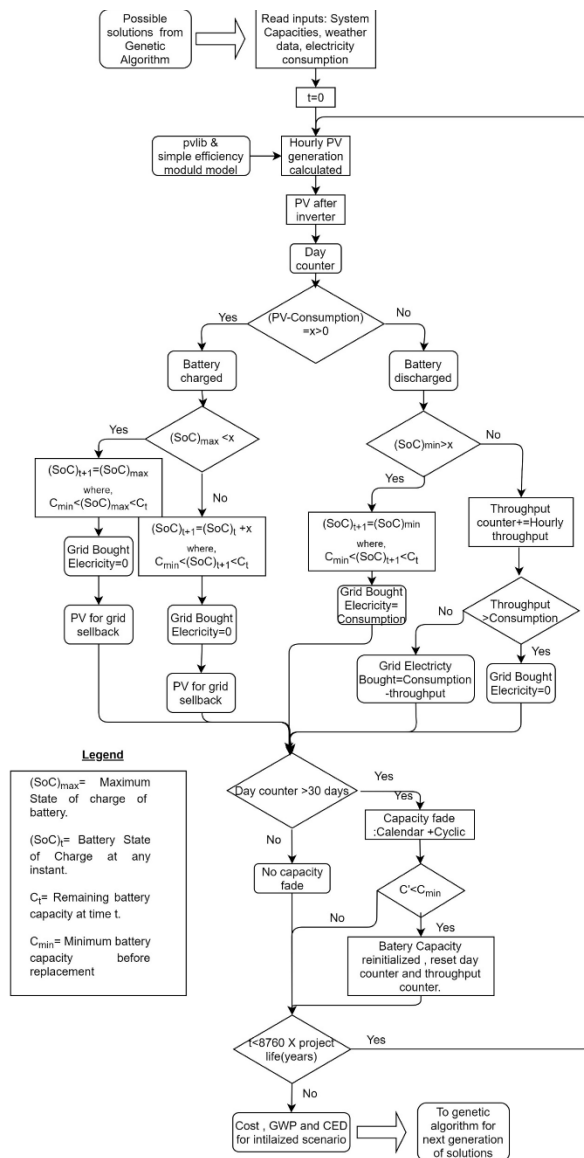 Possible
solutions from
Genetic
Algorithm
Read inputs: System
Capacities, weather
data, electricity
consumption
t=0
pvlib &
simple efficiency
moduld model
Hourly PV
generation
calculated
PV after
inverter
Day
counter
(PV-Consumption)
=x>0
Yes
No
Battery
charged
Battery
discharged
(SoC)max <x
Yes
No
(SoC)t+1=(SoC)max
where,
Cmin<(SoC)max<Ct
Grid Bought
Elecricity=0
PV for grid
sellback
(SoC)t+1=(SoC)t +x
where,
Cmin<(SoC)t+1<Ct
Grid Bought
Elecricity=0
PV for grid
sellback
(SoC)min>x
No
Yes
(SoC)t+1=(SoC)min
where,
Cmin<(SoC)t+1<Ct
Grid Bought
Elecricity=
Consumption
Throughput
counter+=Hourly
throughput
Throughput
>Consumption
No
Yes
Grid Electricty
Bought=Consumption
-throughput
Grid Bought
Elecricity=0
Legend
(SoC)max= Maximum
State of charge of
battery.
(SoC)t= Battery State
of Charge at any
instant.
Ct= Remaining battery
capacity at time t.
Cmin= Minimum battery
capacity before
replacement
Day counter >30 days
Yes
Yes
No
Capacity fade
:Calendar +Cyclic
No capacity
fade
C'<Cmin
No
Yes
Batery Capacity
reinitialized , reset day
counter and throughput
counter.
t<8760 X project
life(years)
Yes
No
Cost , GWP and CED
for intilaized scenario
To genetic
algorithm for
next generation
of solutions